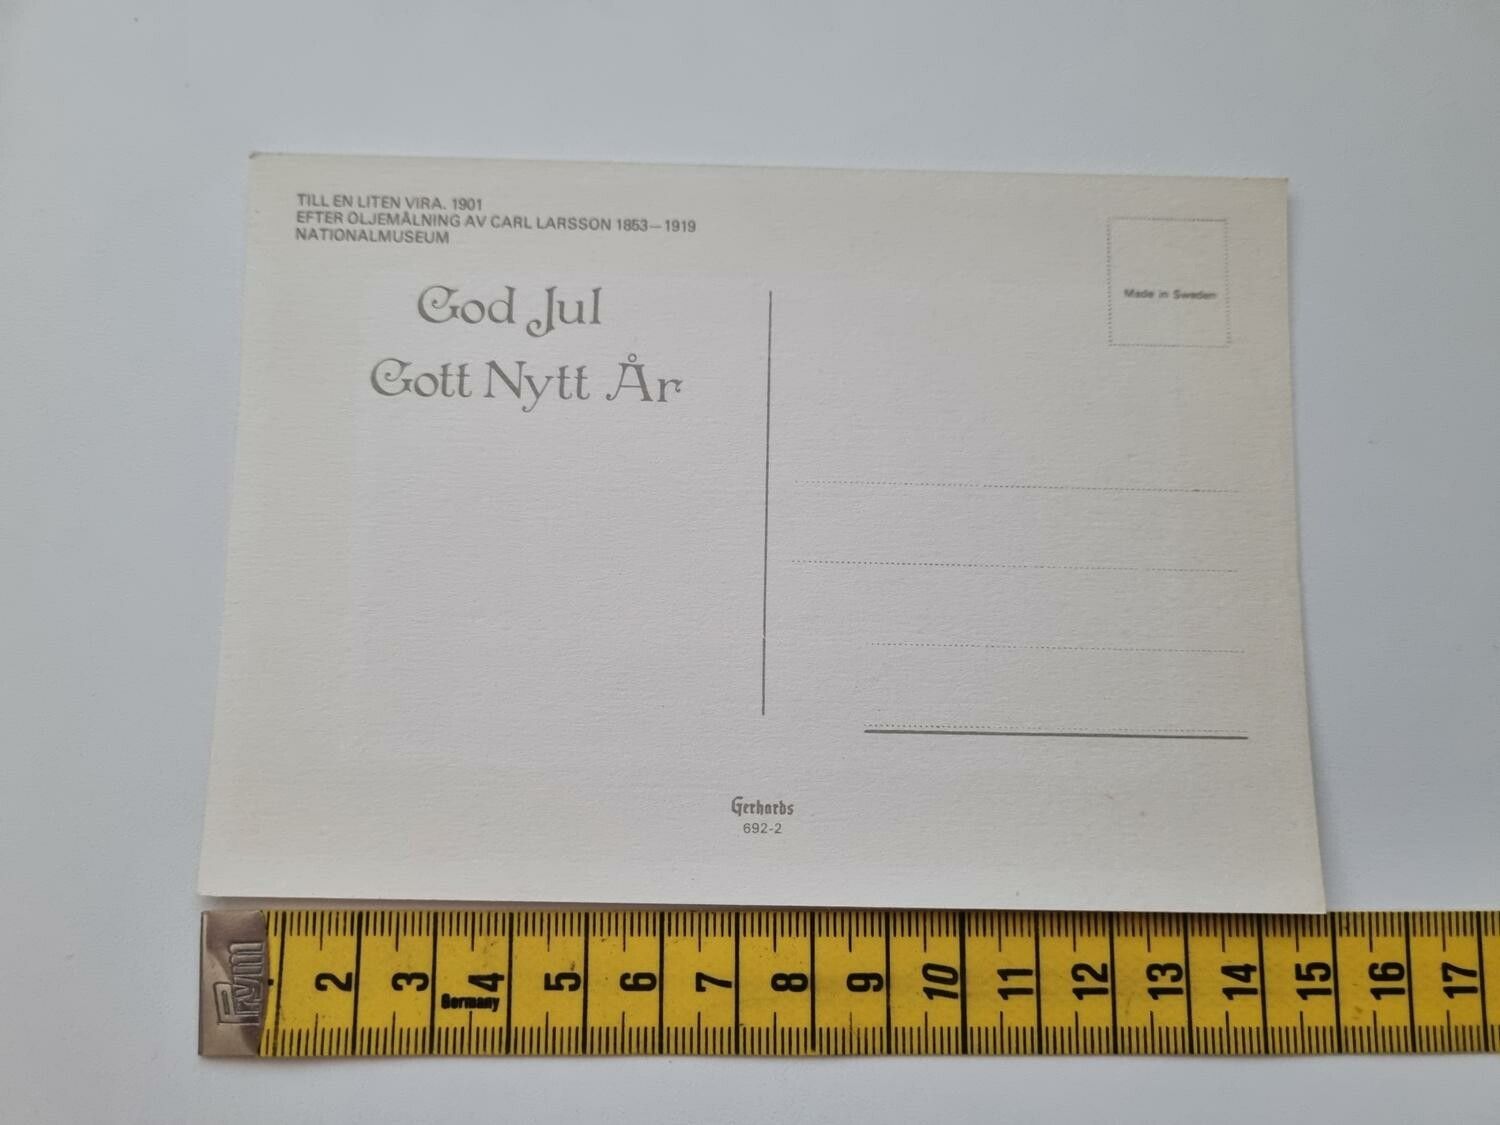 TILL EN LITEN VIRA. 1901
EFTER OLJEMÅLNING AV CARL LARSSON 1853—1919
NATIONALMUSEUM
God Jul
Gott Nytt År
Made in Sweden
Gerhards
692-2
Prym
2 3 4 5 6 7 8 9 10 11 12 13 14 15 16 17
Germany